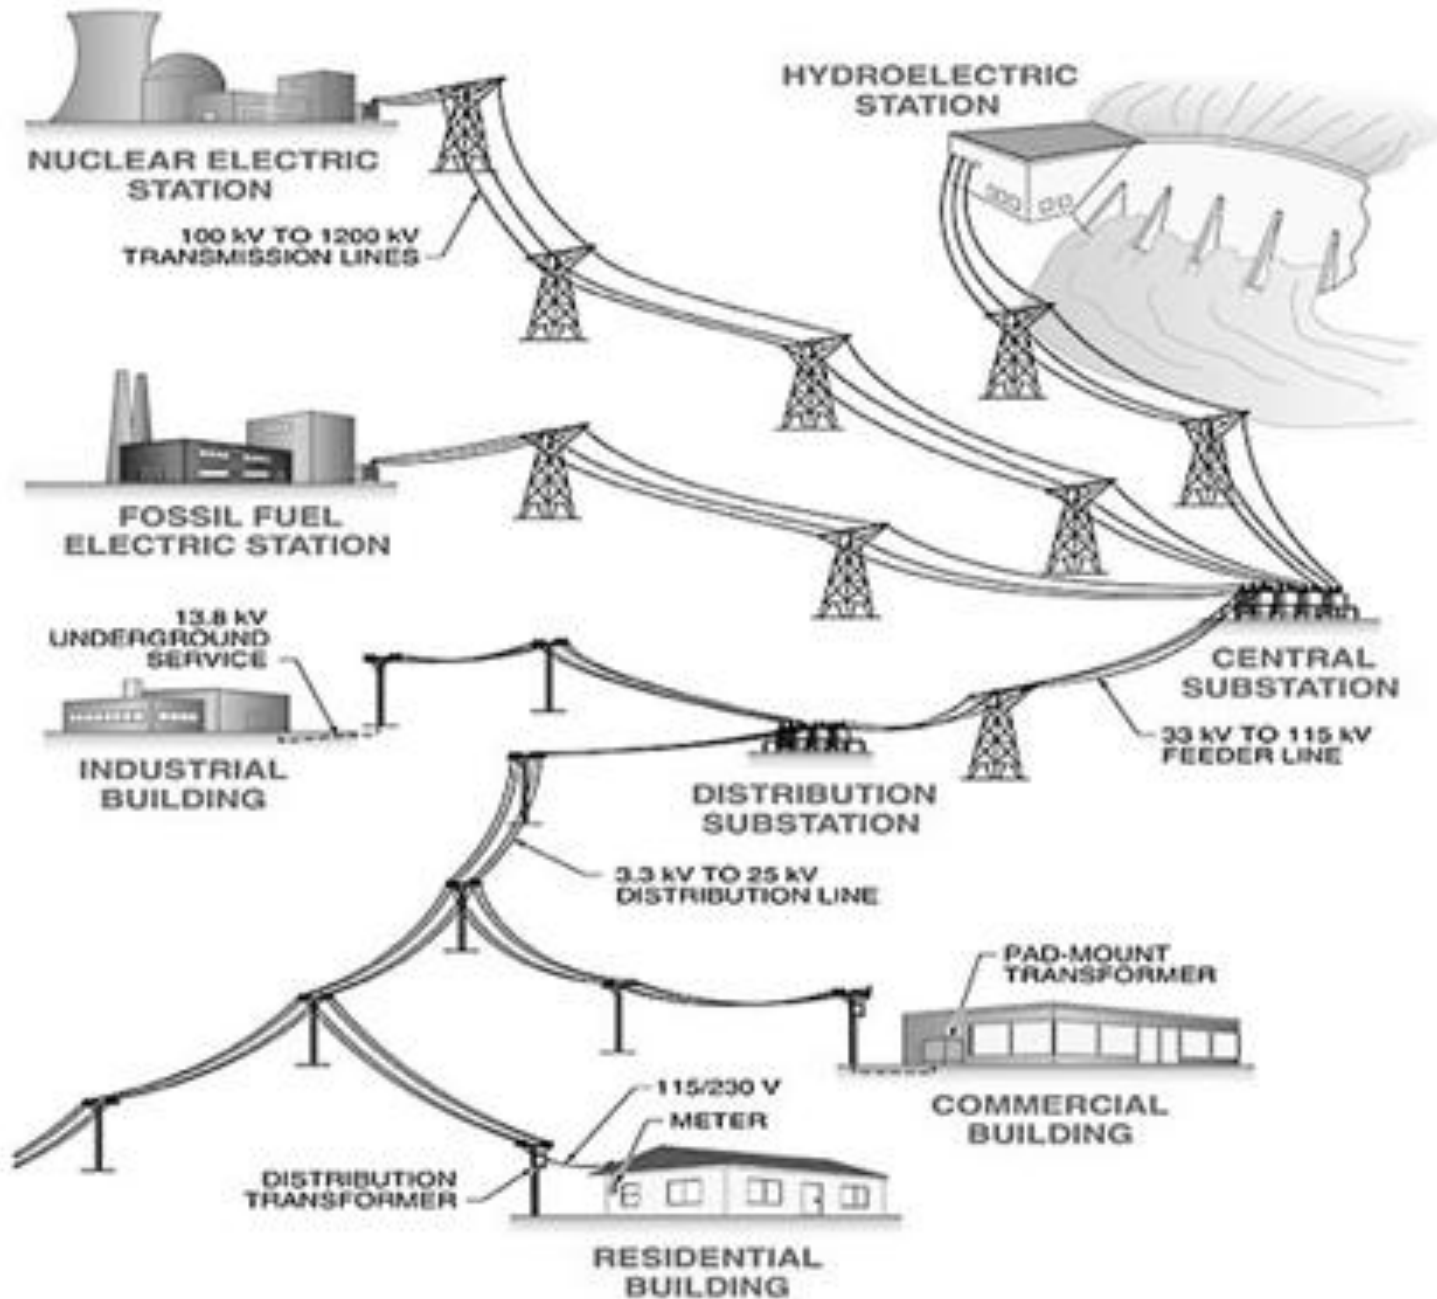 HYDROELECTRIC
STATION
NUCLEAR ELECTRIC
STATION
100 kV TO 1200 kV
TRANSMISSION LINES
FOSSIL FUEL
ELECTRIC STATION
13.8 kV
UNDERGROUND
SERVICE
CENTRAL
SUBSTATION
33 kV TO 115 kV
FEEDER LINE
INDUSTRIAL
BUILDING
DISTRIBUTION
SUBSTATION
3.3 kV TO 25 kV
DISTRIBUTION LINE
PAD-MOUNT
TRANSFORMER
115/230 V
METER
COMMERCIAL
BUILDING
DISTRIBUTION
TRANSFORMER
RESIDENTIAL
BUILDING